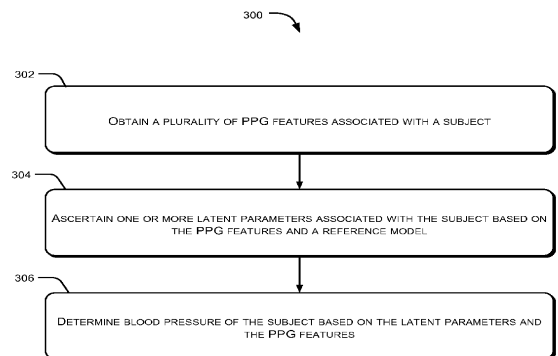 300
302
OBTAIN A PLURALITY OF PPG FEATURES ASSOCIATED WITH A SUBJECT
304
ASCERTAIN ONE OR MORE LATENT PARAMETERS ASSOCIATED WITH THE SUBJECT BASED ON
THE PPG FEATURES AND A REFERENCE MODEL
306
DETERMINE BLOOD PRESSURE OF THE SUBJECT BASED ON THE LATENT PARAMETERS AND
THE PPG FEATURES